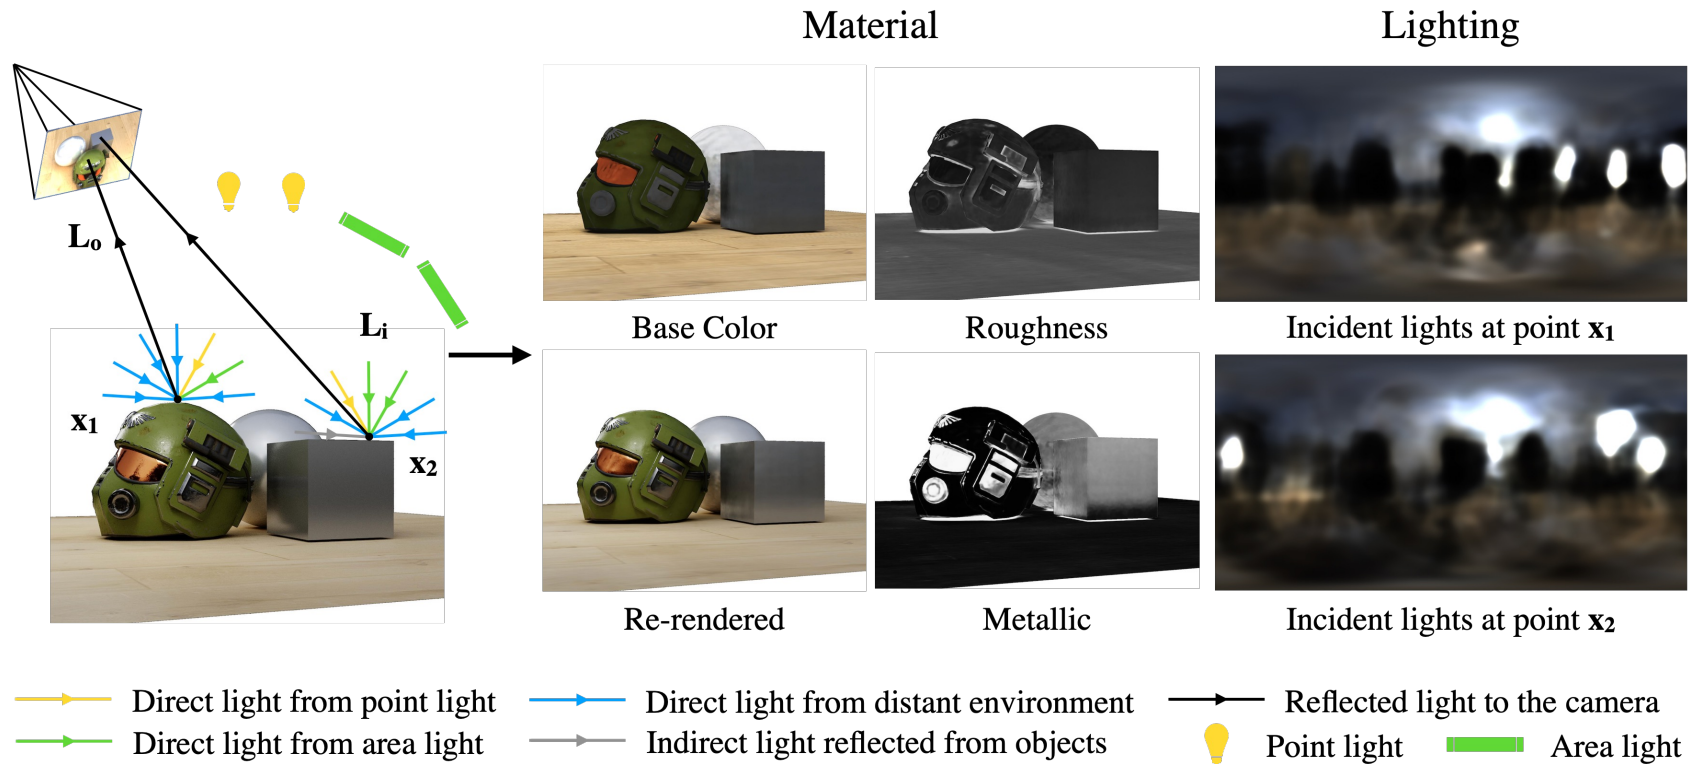 Material
Lighting
Lo
Li
x1
x2
Base Color
Roughness
Incident lights at point x1
Re-rendered
Metallic
Incident lights at point x2
Direct light from point light
Direct light from distant environment
Reflected light to the camera
Direct light from area light
Indirect light reflected from objects
Point light
Area light